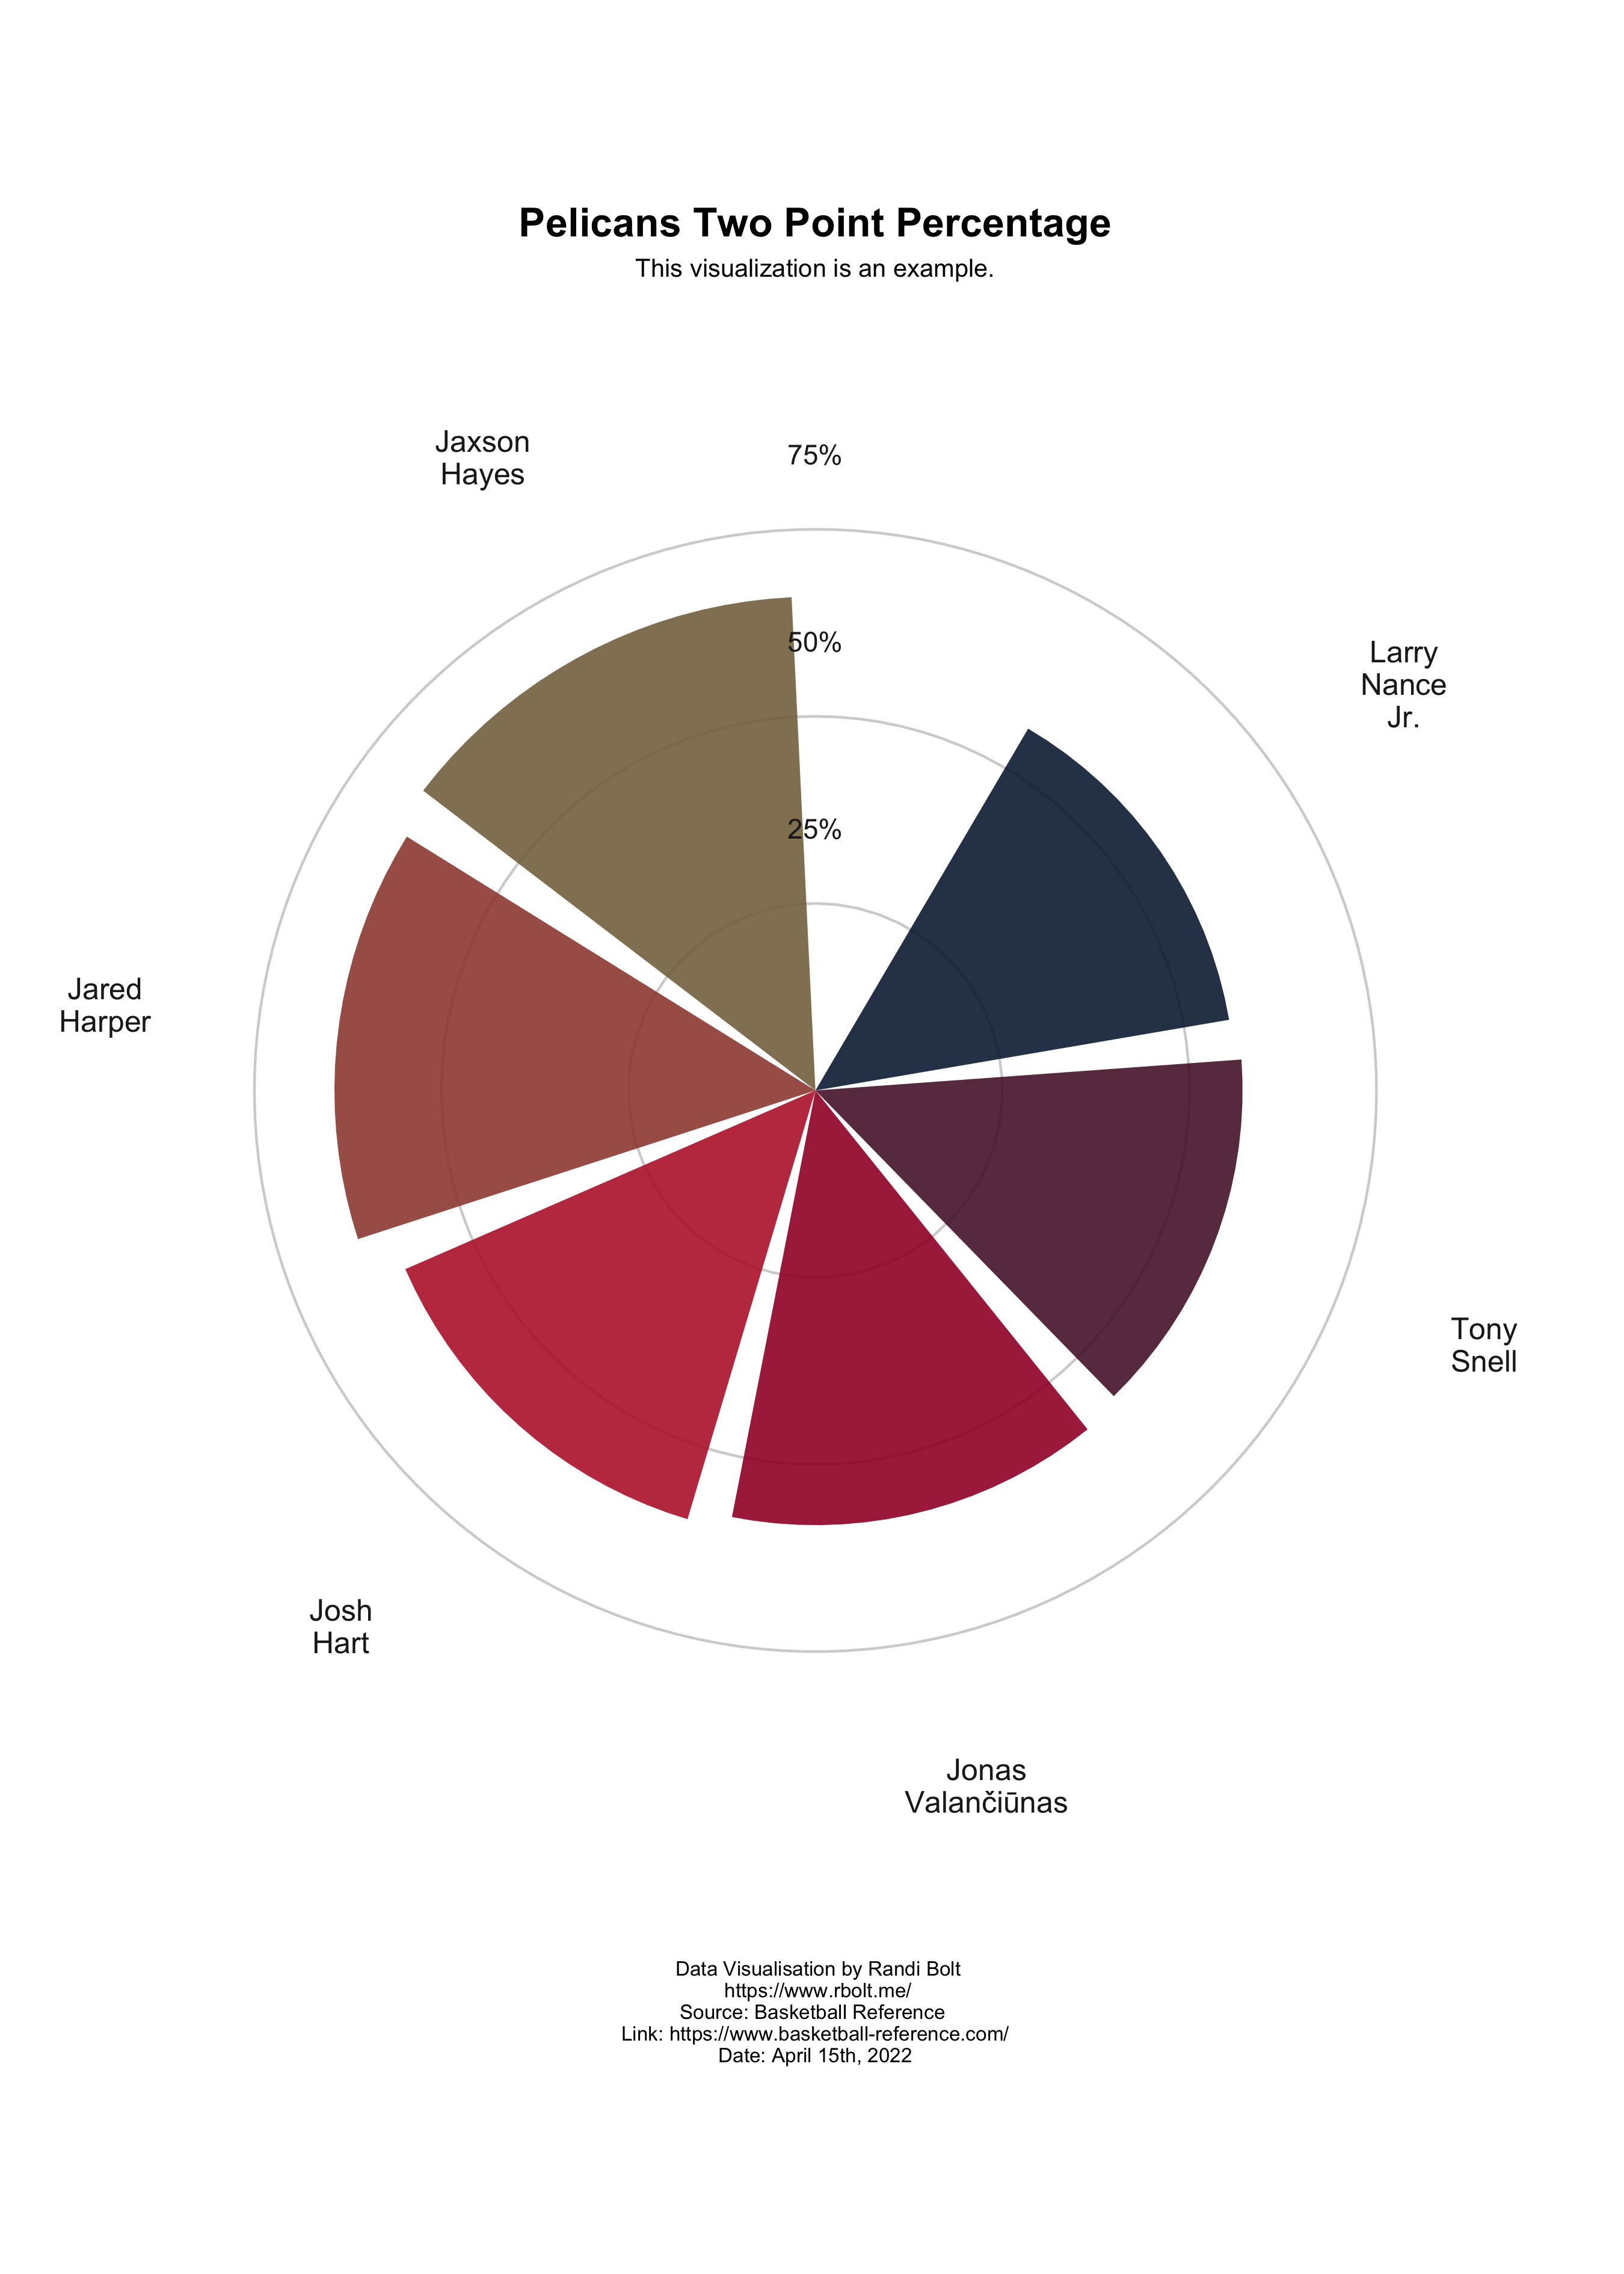 Pelicans Two Point Percentage
This visualization is an example.
Jaxson
Hayes
75%
Larry
Nance
Jr.
50%
25%
Jared
Harper
Tony
Snell
Josh
Hart
Jonas
Valančiūnas
Data Visualisation by Randi Bolt
https://www.rbolt.me/
Source: Basketball Reference
Link: https://www.basketball-reference.com/
Date: April 15th, 2022